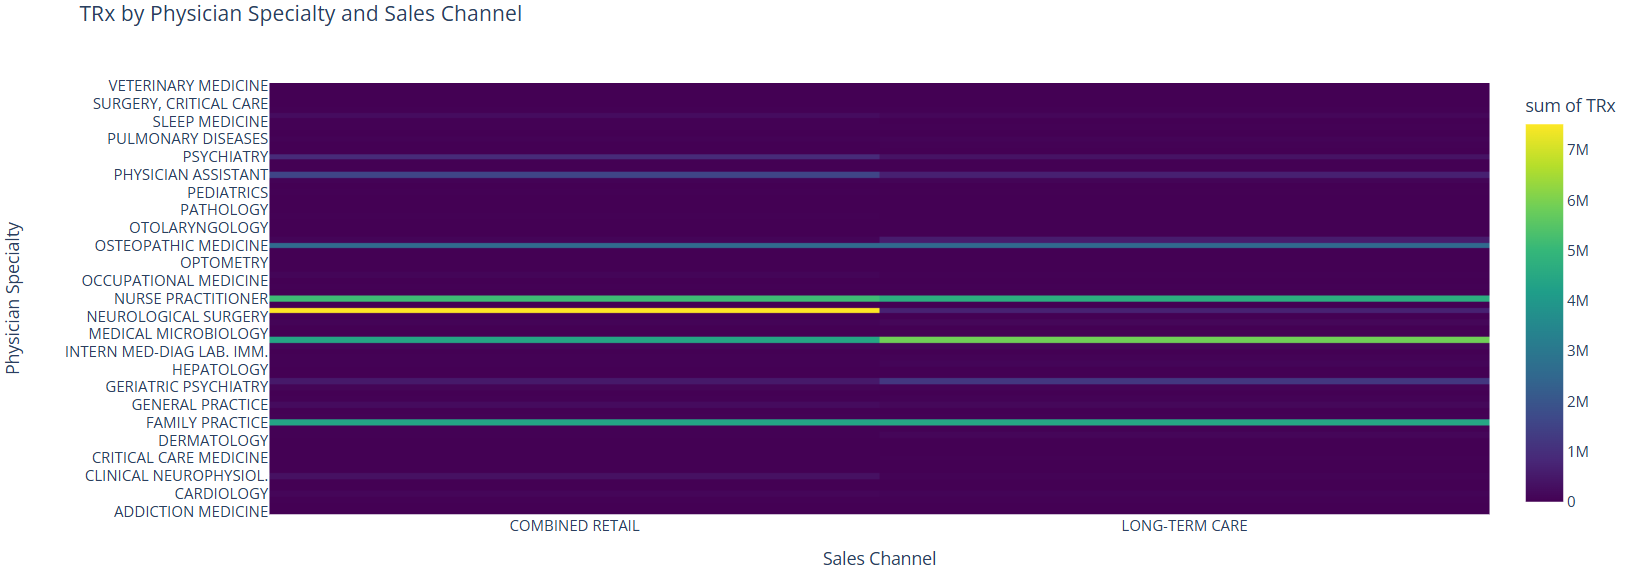 TRx by Physician Specialty and Sales Channel
VETERINARY MEDICINE
SURGERY, CRITICAL CARE
SLEEP MEDICINE
PULMONARY DISEASES
PSYCHIATRY
PHYSICIAN ASSISTANT
PEDIATRICS
PATHOLOGY
OTOLARYNGOLOGY
OSTEOPATHIC MEDICINE
OPTOMETRY
OCCUPATIONAL MEDICINE
NURSE PRACTITIONER
NEUROLOGICAL SURGERY
MEDICAL MICROBIOLOGY
INTERN MED-DIAG LAB. IMM.
HEPATOLOGY
GERIATRIC PSYCHIATRY
GENERAL PRACTICE
FAMILY PRACTICE
DERMATOLOGY
CRITICAL CARE MEDICINE
CLINICAL NEUROPHYSIOL.
CARDIOLOGY
ADDICTION MEDICINE
Physician Specialty
COMBINED RETAIL
LONG-TERM CARE
Sales Channel
sum of TRx
7M
6M
5M
4M
3M
2M
1M
0